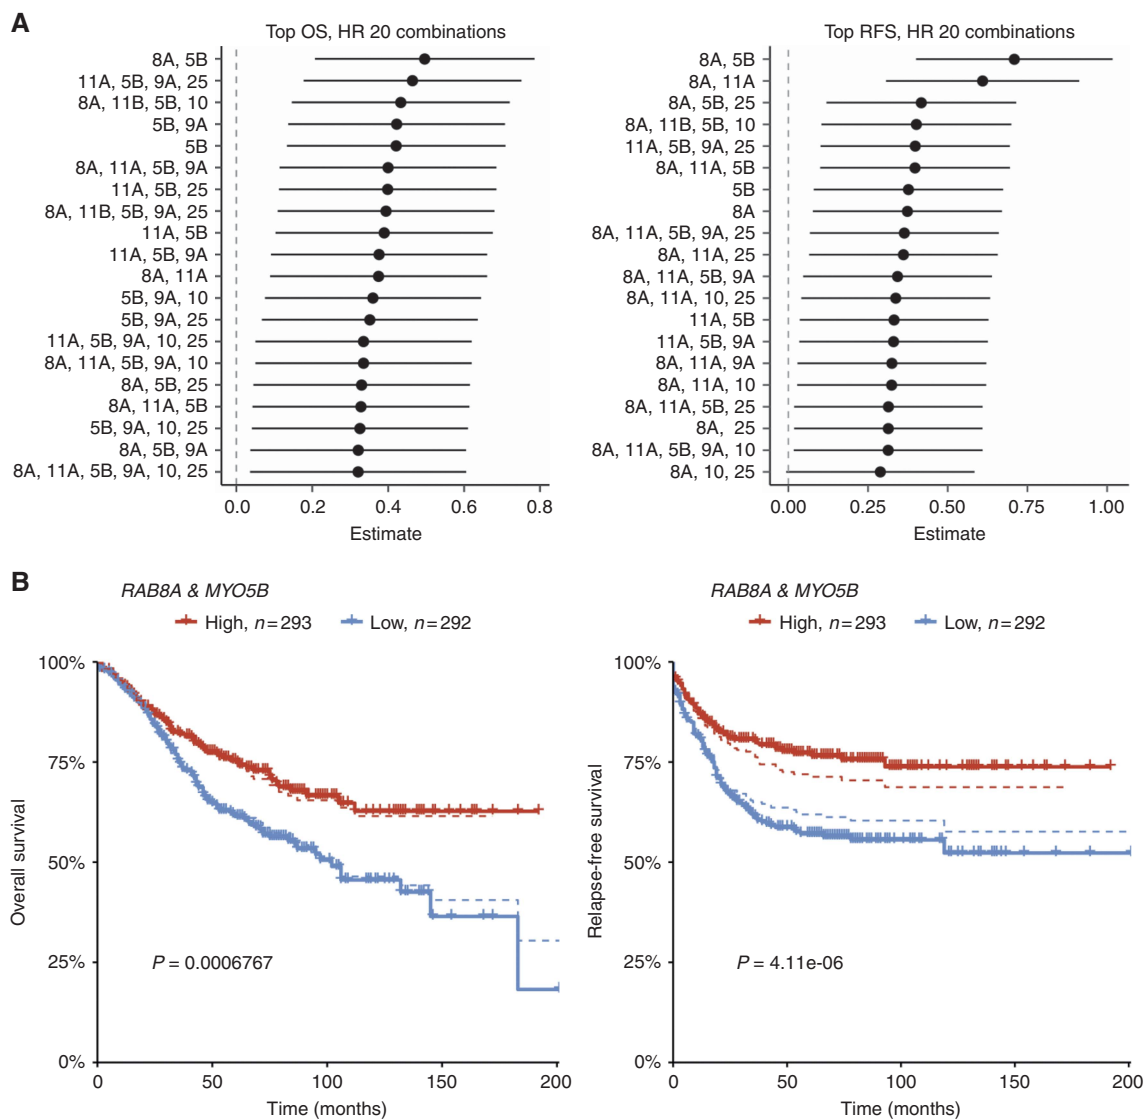 A
Top OS, HR 20 combinations
8A, 5B
11A, 5B, 9A, 25
8A, 11B, 5B, 10
5B, 9A
5B
8A, 11A, 5B, 9A
11A, 5B, 25
8A, 11B, 5B, 9A, 25
11A, 5B
11A, 5B, 9A
8A, 11A
5B, 9A, 10
5B, 9A, 25
11A, 5B, 9A, 10, 25
8A, 11A, 5B, 9A, 10
8A, 5B, 25
8A, 11A, 5B
5B, 9A, 10, 25
8A, 5B, 9A
8A, 11A, 5B, 9A, 10, 25
0.0 0.2 0.4 0.6 0.8
Estimate
Top RFS, HR 20 combinations
8A, 5B
8A, 11A
8A, 5B, 25
8A, 11B, 5B, 10
11A, 5B, 9A, 25
8A, 11A, 5B
5B
8A
8A, 11A, 5B, 9A, 25
8A, 11A, 25
8A, 11A, 5B, 9A
8A, 11A, 10, 25
11A, 5B
11A, 5B, 9A
8A, 11A, 9A
8A, 11A, 10
8A, 11A, 5B, 25
8A, 25
8A, 11A, 5B, 9A, 10
8A, 10, 25
0.00 0.25 0.50 0.75 1.00
Estimate
B
RAB8A & MYO5B
High, n=293 Low, n=292
100%
75%
50%
25%
0%
Overall survival
P = 0.0006767
0 50 100 150 200
Time (months)
RAB8A & MYO5B
High, n=293 Low, n=292
100%
75%
50%
25%
0%
Relapse-free survival
P = 4.11e-06
0 50 100 150 200
Time (months)